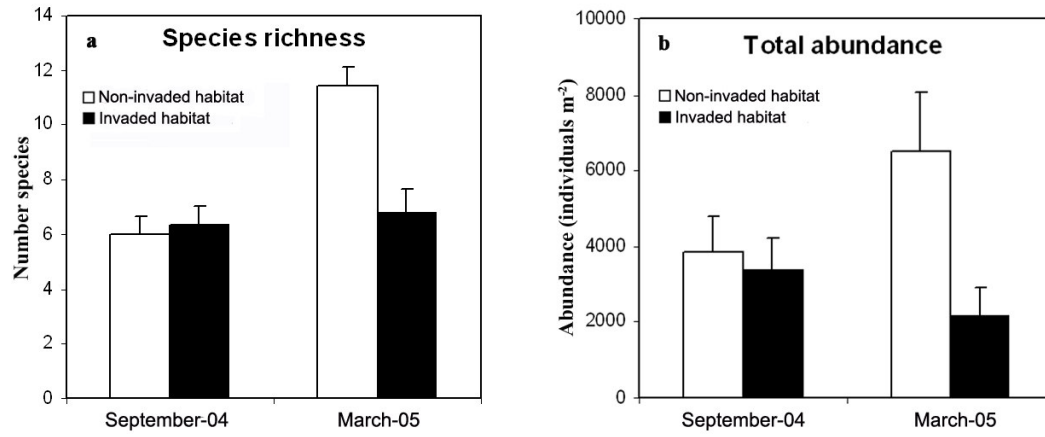 a Species richness
Number species
14
12
10
8
6
4
2
0
Non-invaded habitat
Invaded habitat
September-04 March-05
b Total abundance
Abundance (individuals m⁻²)
10000
8000
6000
4000
2000
0
Non-invaded habitat
Invaded habitat
September-04 March-05